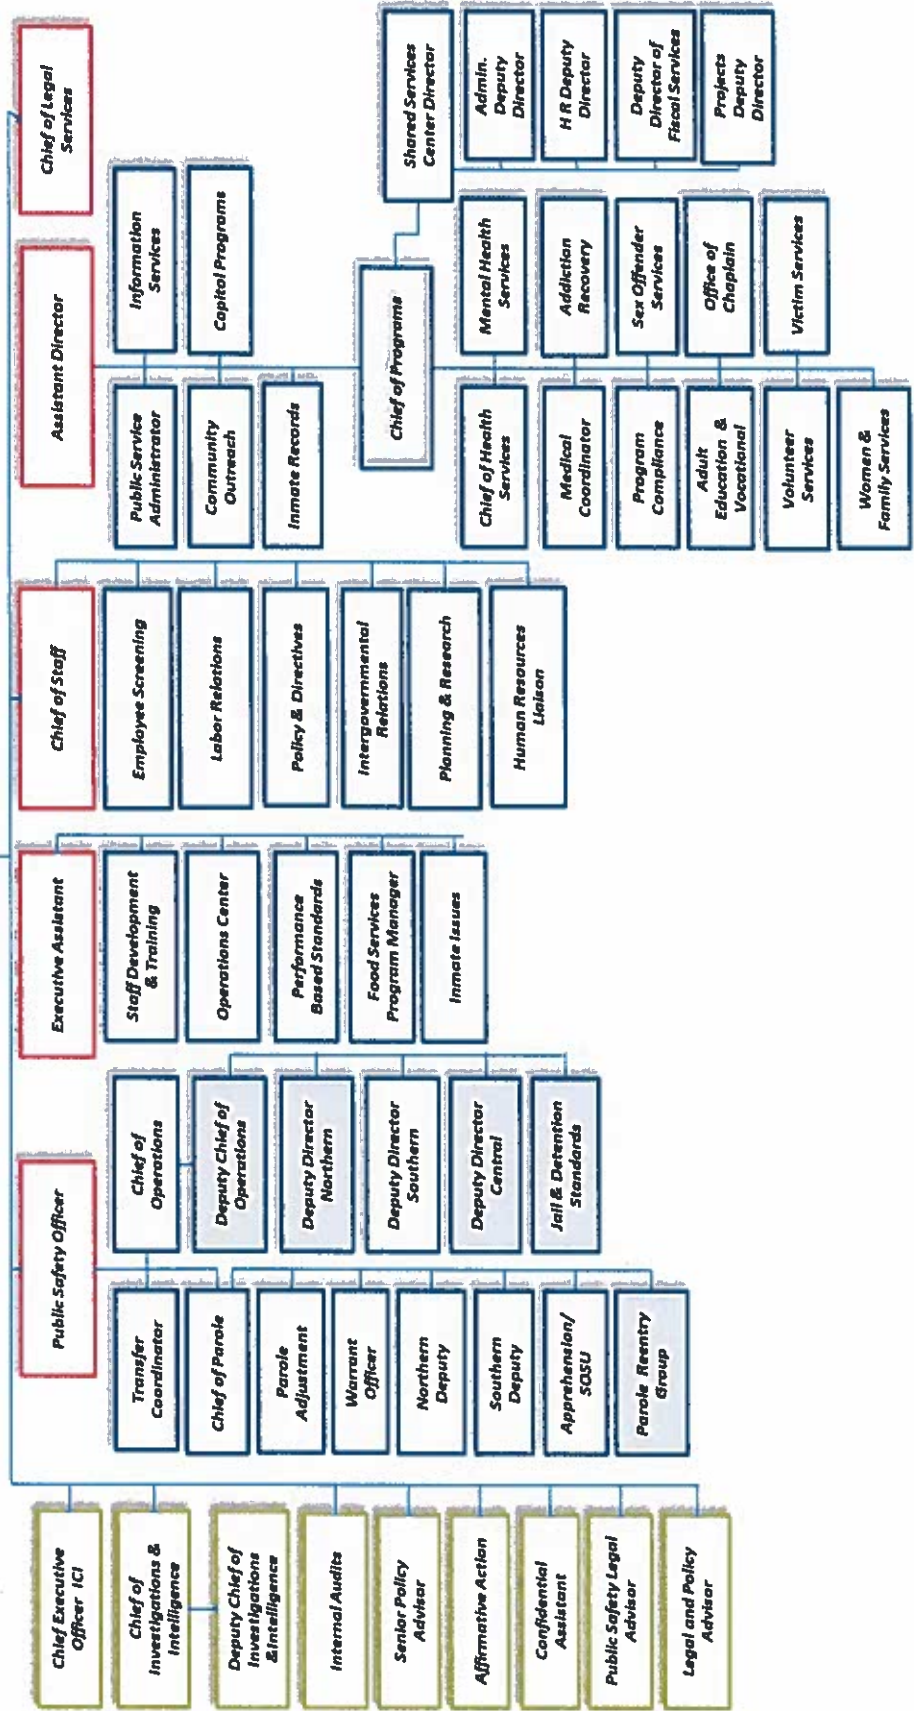 Chief Executive
Officer ICI
Chief of
Investigations &
Intelligence
Deputy Chief of
Investigations
&Intelligence
Internal Audits
Senior Policy
Advisor
Affirmative Action
Confidential
Assistant
Public Safety Legal
Advisor
Legal and Policy
Advisor
Public Safety Officer
Transfer
Coordinator
Chief of Parole
Parole
Adjustment
Warrant
Officer
Northern
Deputy
Southern
Deputy
Apprehension/
SOSU
Parole Reentry
Group
Chief of
Operations
Deputy Chief of
Operations
Deputy Director
Northern
Deputy Director
Southern
Deputy Director
Central
Jail & Detention
Standards
Executive Assistant
Staff Development
& Training
Operations Center
Performance
Based Standards
Food Services
Program Manager
Inmate Issues
Chief of Staff
Employee Screening
Labor Relations
Policy & Directives
Intergovernmental
Relations
Planning & Research
Human Resources
Liaison
Assistant Director
Public Service
Administrator
Information
Services
Community
Outreach
Capitol Programs
Inmate Records
Chief of Programs
Chief of Health
Services
Mental Health
Services
Medical
Coordinator
Addiction
Recovery
Program
Compliance
Sex Offender
Services
Adult
Education &
Vocational
Office of
Chaplain
Volunteer
Services
Victim Services
Women &
Family Services
Shared Services
Center Director
Admin.
Deputy
Director
H R Deputy
Director
Deputy
Director of
Fiscal Services
Projects
Deputy
Director
Chief of Legal
Services